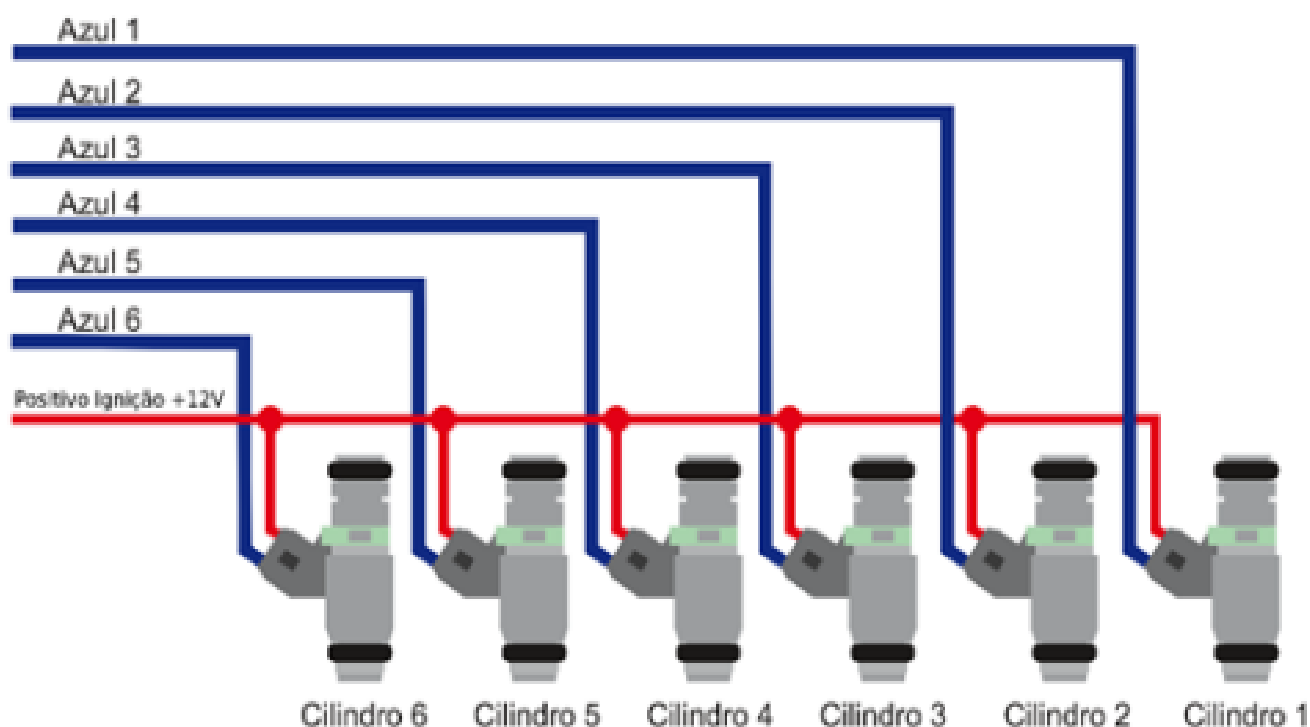 Azul 1
Azul 2
Azul 3
Azul 4
Azul 5
Azul 6
Positivo Ignição +12V
Cilindro 6
Cilindro 5
Cilindro 4
Cilindro 3
Cilindro 2
Cilindro 1